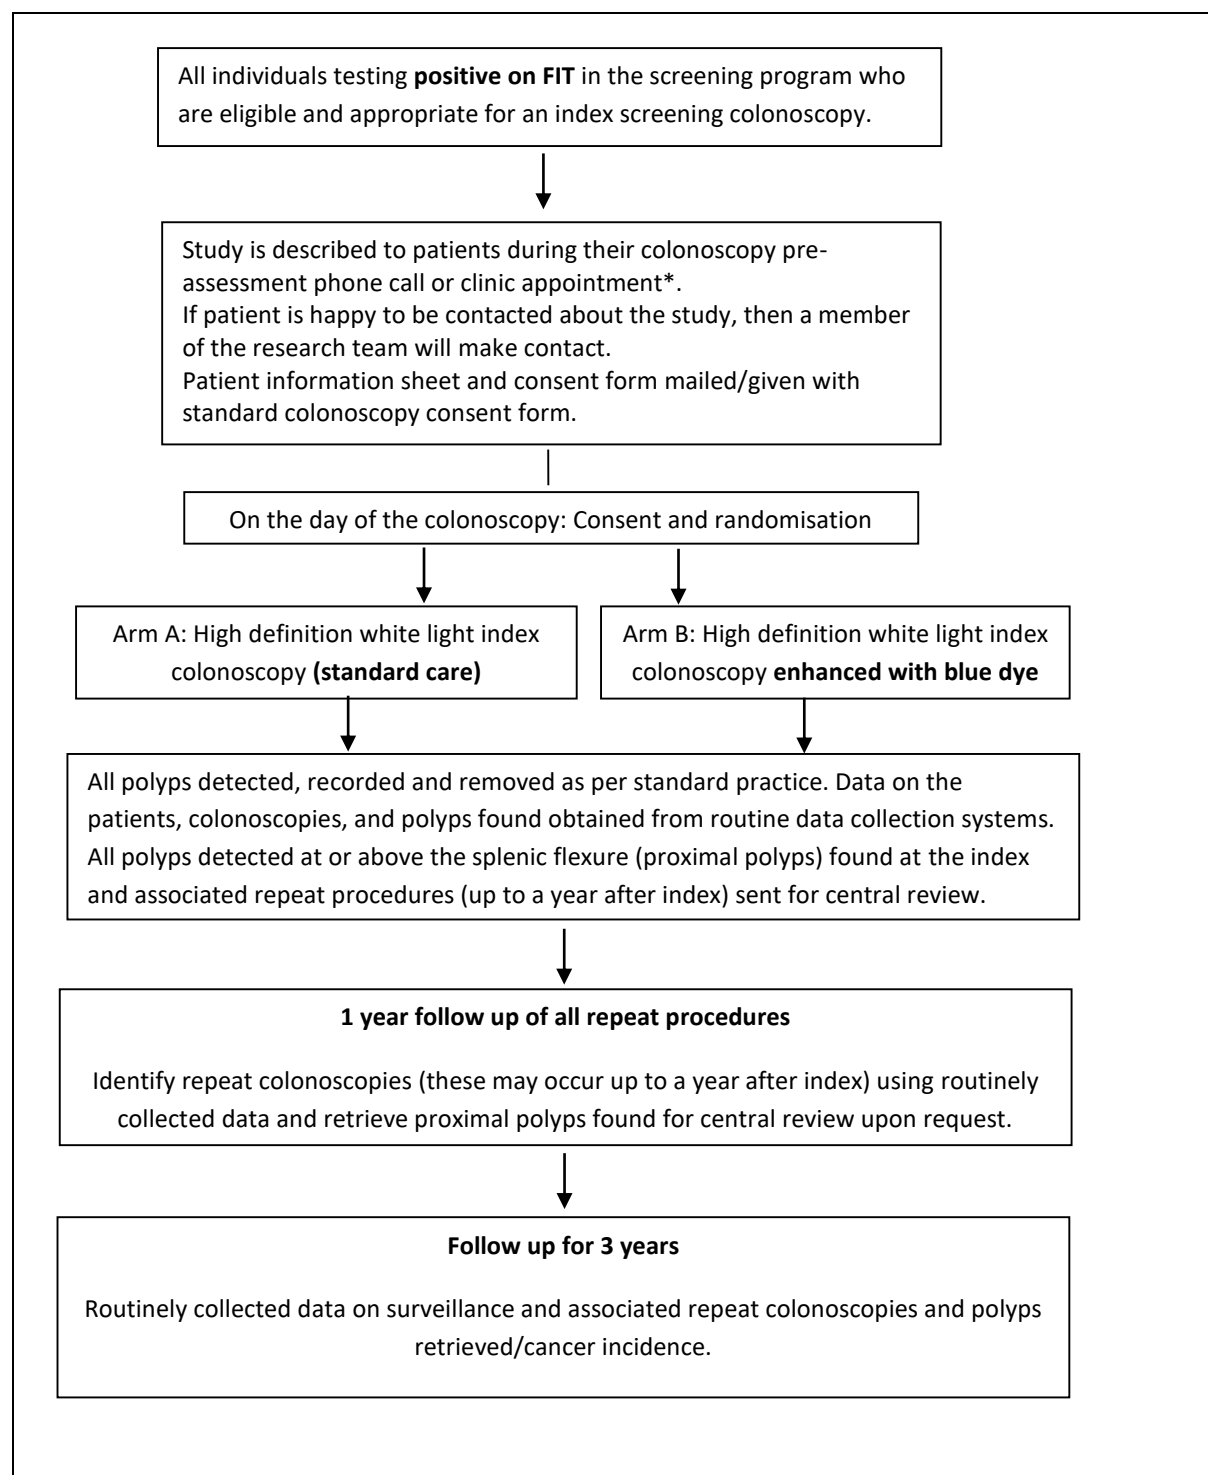 All individuals testing positive on FIT in the screening program who
are eligible and appropriate for an index screening colonoscopy.
Study is described to patients during their colonoscopy pre-
assessment phone call or clinic appointment*.
If patient is happy to be contacted about the study, then a member
of the research team will make contact.
Patient information sheet and consent form mailed/given with
standard colonoscopy consent form.
On the day of the colonoscopy: Consent and randomisation
Arm A: High definition white light index
colonoscopy (standard care)
Arm B: High definition white light index
colonoscopy enhanced with blue dye
All polyps detected, recorded and removed as per standard practice. Data on the
patients, colonoscopies, and polyps found obtained from routine data collection systems.
All polyps detected at or above the splenic flexure (proximal polyps) found at the index
and associated repeat procedures (up to a year after index) sent for central review.
1 year follow up of all repeat procedures
Identify repeat colonoscopies (these may occur up to a year after index) using routinely
collected data and retrieve proximal polyps found for central review upon request.
Follow up for 3 years
Routinely collected data on surveillance and associated repeat colonoscopies and polyps
retrieved/cancer incidence.